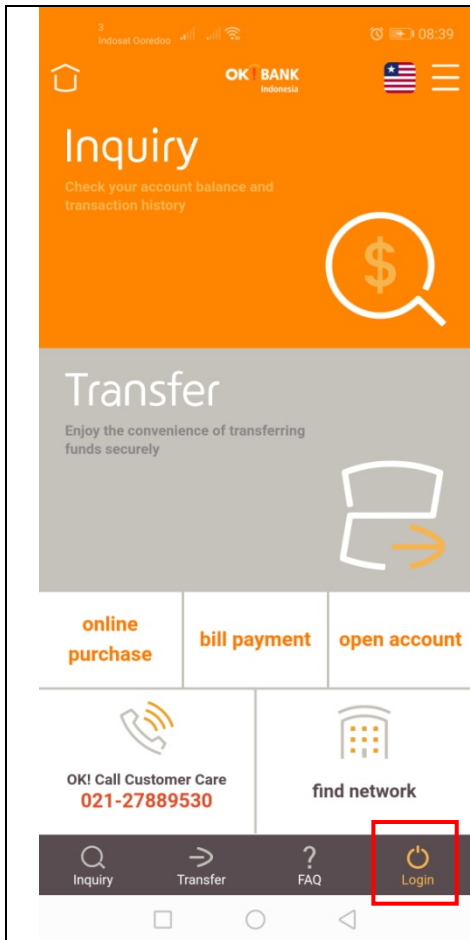 3
Indosat Ooredoo
08:39
OK! BANK
Indonesia
Inquiry
Check your account balance and
transaction history
$
Transfer
Enjoy the convenience of transferring
funds securely
online
purchase
bill payment
open account
OK! Call Customer Care
021-27889530
find network
?
Inquiry
Transfer
FAQ
Login